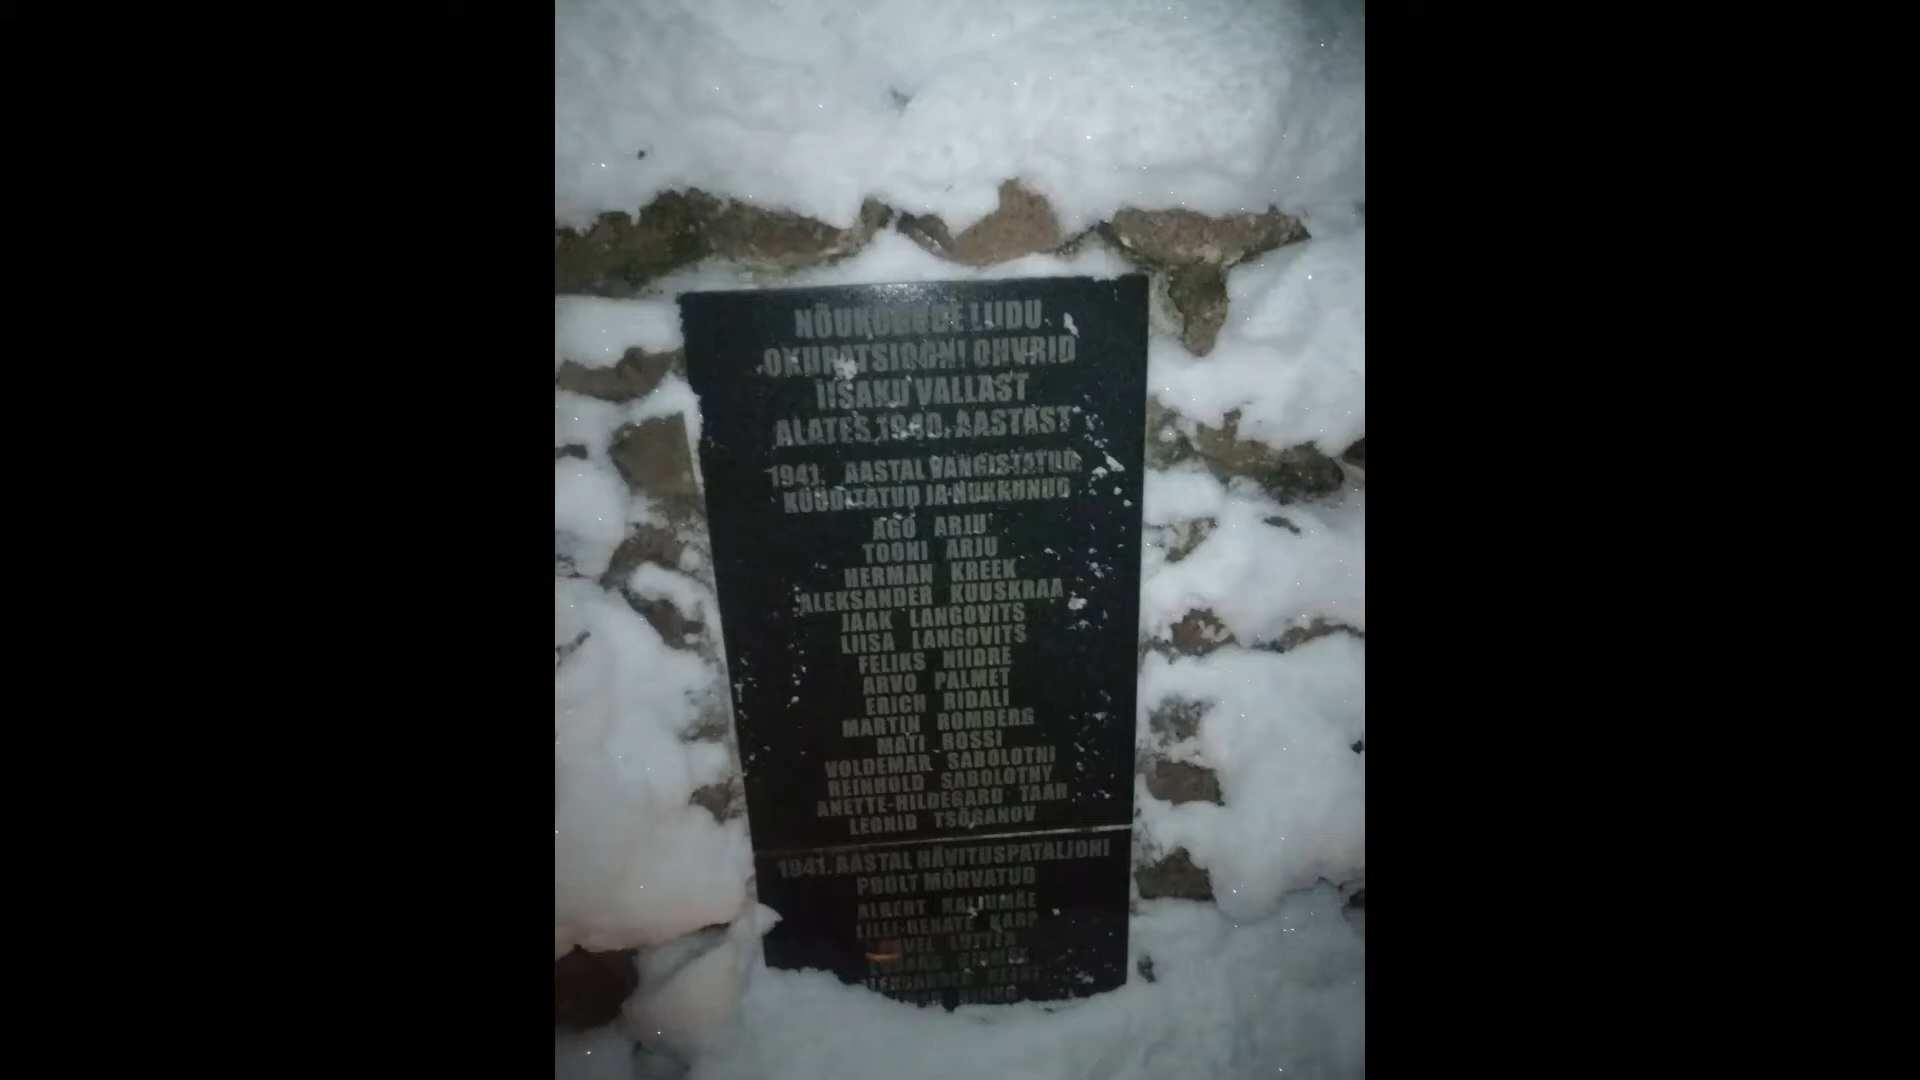 NÕUKOGUDE LIIDU
OKUPATSIOONI OHVRID
IISAKU VALLAST
ALATES 1940. AASTAST
1941. AASTAL VANGISTATUD
KÜÜDITATUD JA HUKKUNUD
AGO ARJU
TOONI ARJU
HERMAN KREEK
ALEKSANDER KUUSKRAA
JAAK LANGOVITS
LIISA LANGOVITS
FELIKS NIIDRE
ARVO PALMET
ERICH RIDALI
MARTIN ROMBERG
MATI ROSSI
VOLDEMAR SABOLOTNI
REINHOLD SABOLOTNY
ANETTE-HILDEGARD TAAR
LEONID TSÕGANOV
1941. AASTAL HÄVITUSPATALJONI
POOLT MÕRVATUD
ALBERT KALJUMÄE
LILLI-RENATE KARP
LUTTER
ALEKSANDER